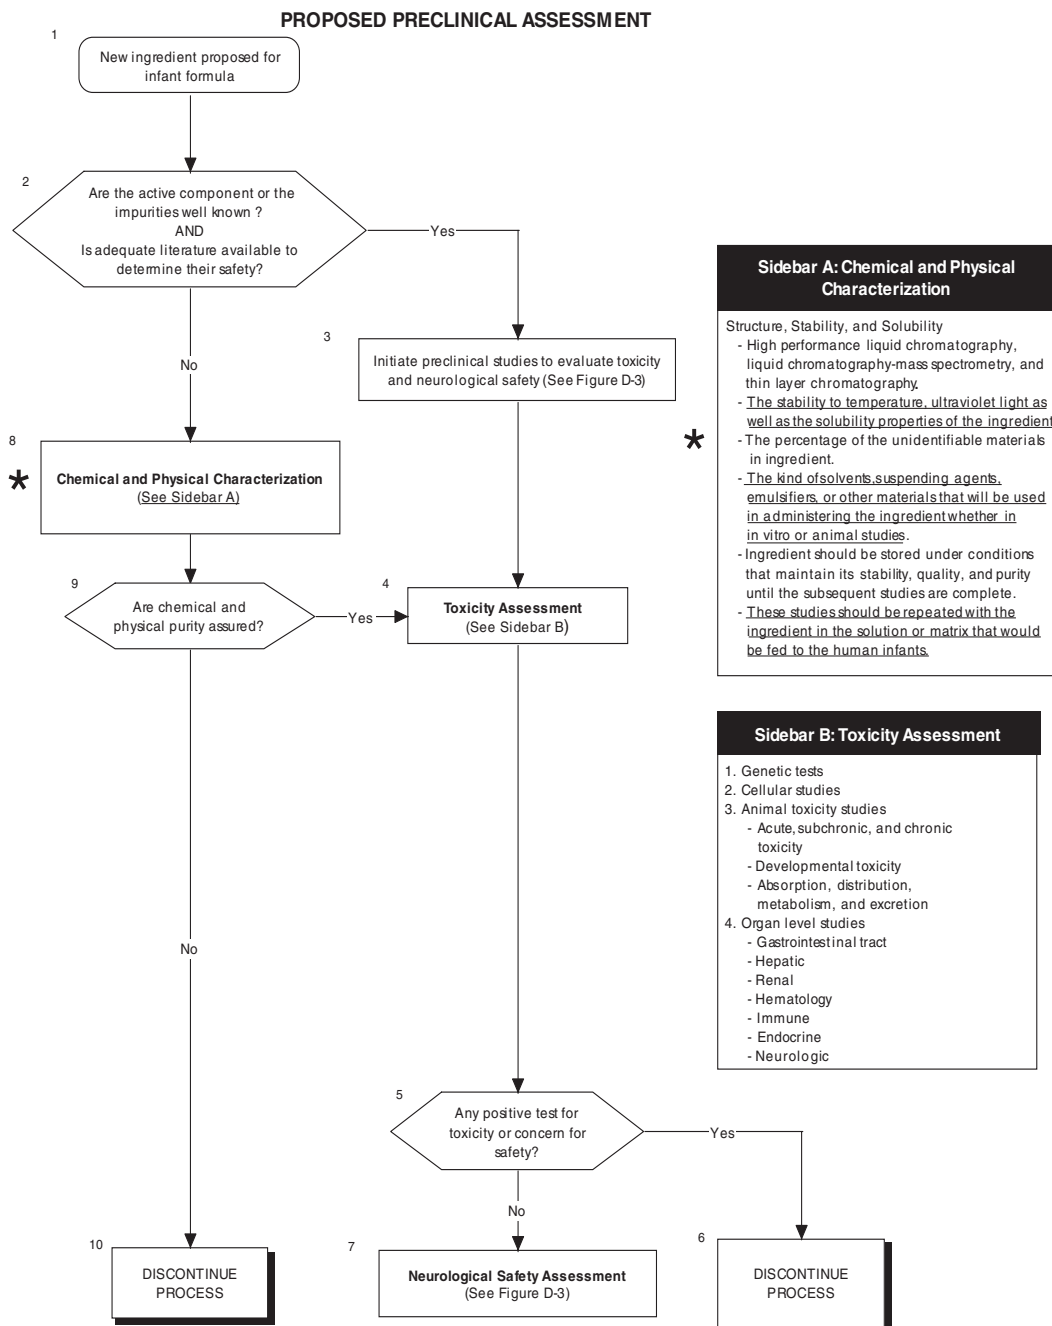 PROPOSED PRECLINICAL ASSESSMENT
1
New ingredient proposed for
infant formula
2
Are the active component or the
impurities well known ?
AND
Is adequate literature available to
determine their safety?
Yes
No
3
Initiate preclinical studies to evaluate toxicity
and neurological safety (See Figure D-3)
8
*
Chemical and Physical Characterization
(See Sidebar A)
9
Are chemical and
physical purity assured?
Yes
4
Toxicity Assessment
(See Sidebar B)
No
5
Any positive test for
toxicity or concern for
safety?
Yes
No
10
DISCONTINUE
PROCESS
7
Neurological Safety Assessment
(See Figure D-3)
6
DISCONTINUE
PROCESS
*
Sidebar A: Chemical and Physical
Characterization
Structure, Stability, and Solubility
- High performance liquid chromatography,
liquid chromatography-mass spectrometry, and
thin layer chromatography.
- The stability to temperature, ultraviolet light as
well as the solubility properties of the ingredient
- The percentage of the unidentifiable materials
in ingredient.
- The kind of solvents, suspending agents,
emulsifiers, or other materials that will be used
in administering the ingredient whether in
in vitro or animal studies.
- Ingredient should be stored under conditions
that maintain its stability, quality, and purity
until the subsequent studies are complete.
- These studies should be repeated with the
ingredient in the solution or matrix that would
be fed to the human infants.
Sidebar B: Toxicity Assessment
1. Genetic tests
2. Cellular studies
3. Animal toxicity studies
- Acute, subchronic, and chronic
toxicity
- Developmental toxicity
- Absorption, distribution,
metabolism, and excretion
4. Organ level studies
- Gastrointestinal tract
- Hepatic
- Renal
- Hematology
- Immune
- Endocrine
- Neurologic